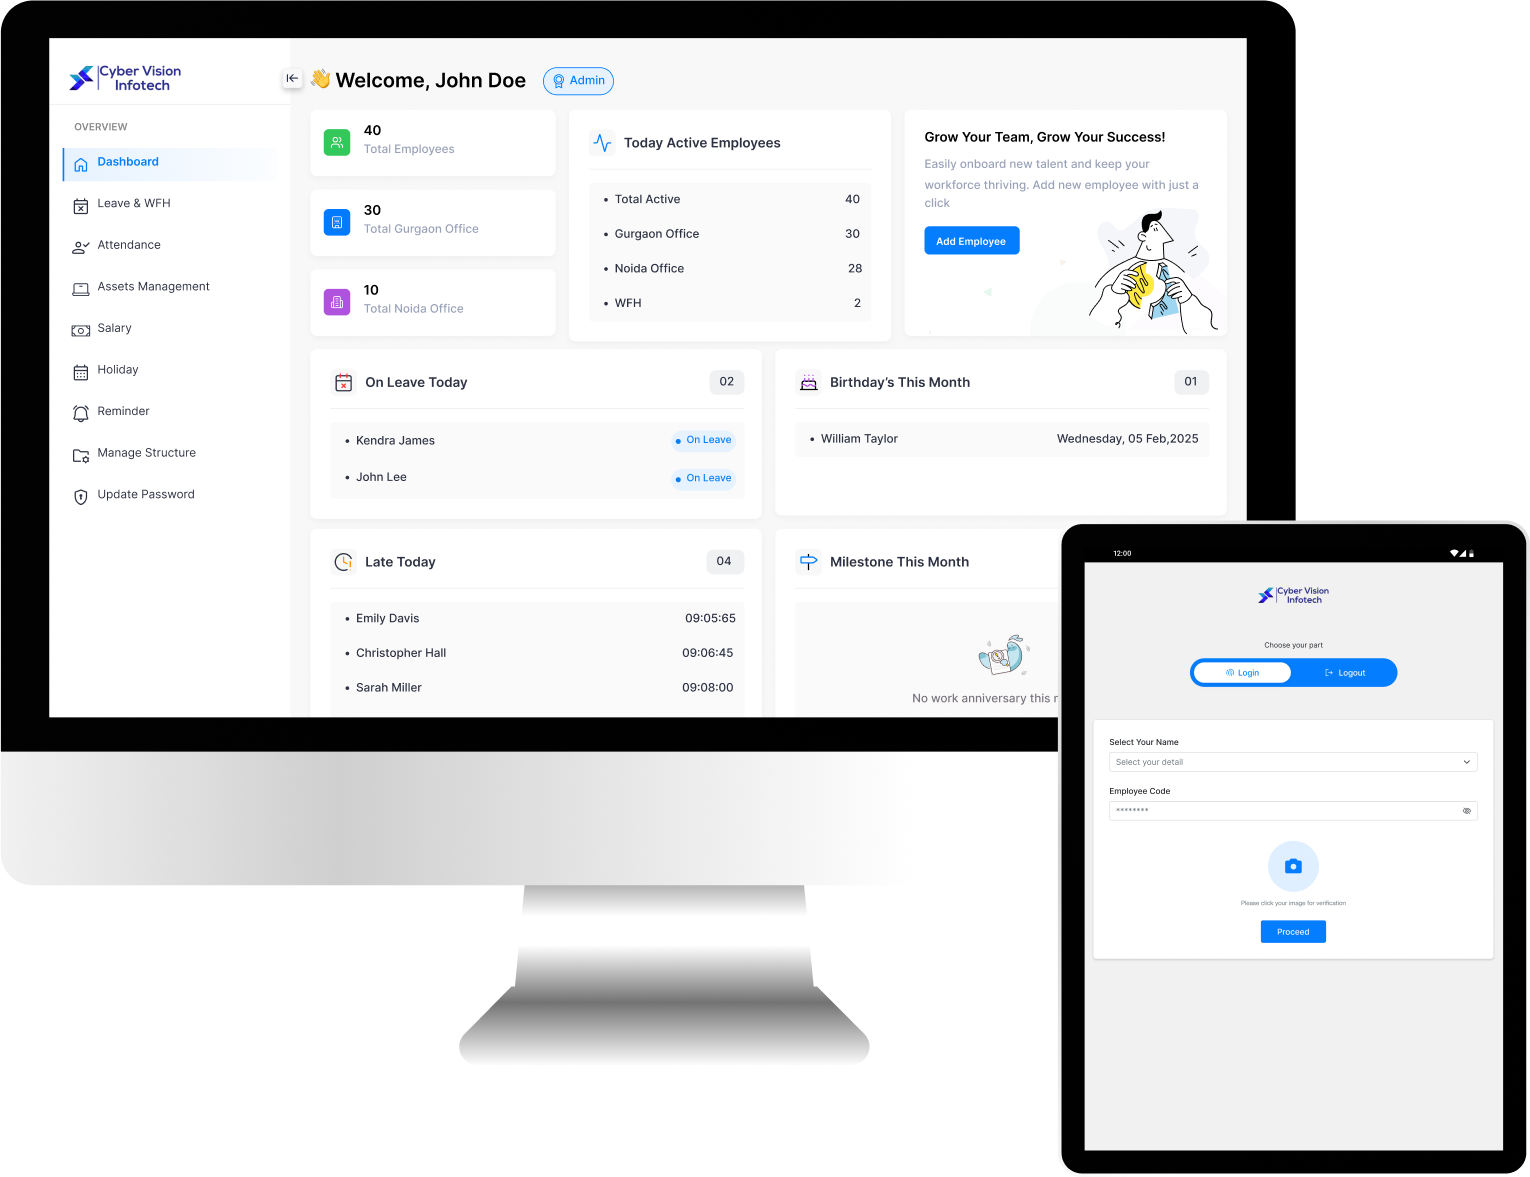 Cyber Vision
Infotech
OVERVIEW
Dashboard
Leave & WFH
Attendance
Assets Management
Salary
Holiday
Reminder
Manage Structure
Update Password
👋 Welcome, John Doe
Admin
40
Total Employees
30
Total Gurgaon Office
10
Total Noida Office
Today Active Employees
• Total Active 40
• Gurgaon Office 30
• Noida Office 28
• WFH 2
Grow Your Team, Grow Your Success!
Easily onboard new talent and keep your
workforce thriving. Add new employee with just a
click
Add Employee
On Leave Today 02
• Kendra James • On Leave
• John Lee • On Leave
Birthday’s This Month 01
• William Taylor Wednesday, 05 Feb,2025
Late Today 04
• Emily Davis 09:05:65
• Christopher Hall 09:06:45
• Sarah Miller 09:08:00
Milestone This Month
No work anniversary this
12:00
Cyber Vision
Infotech
Choose your part
Login Logout
Select Your Name
Select your detail
Employee Code
********
Please click your image for verification
Proceed